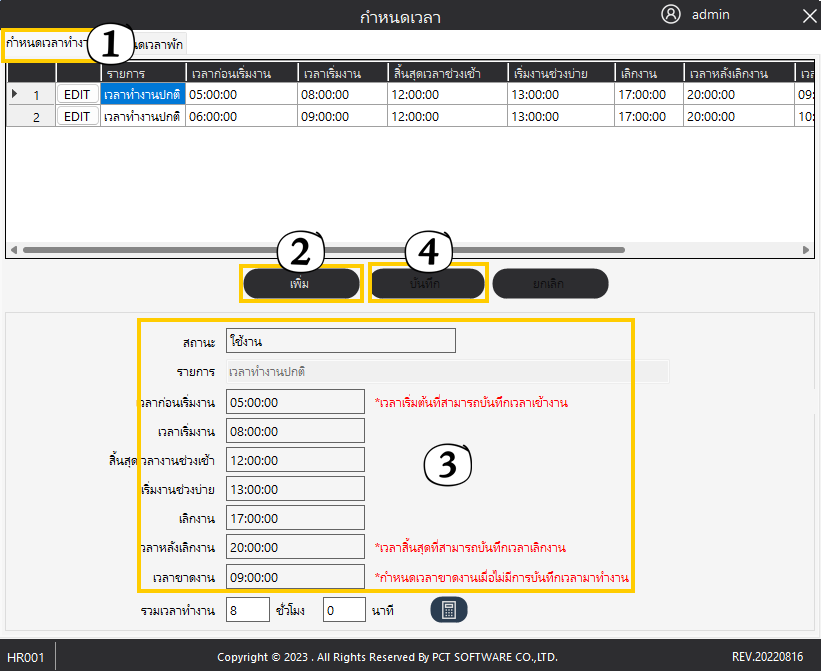 กำหนดเวลา
admin
กำหนดเวลาทำงาน 1 กำหนดเวลาพัก
รายการ เวลาก่อนเริ่มงาน เวลาเริ่มงาน สิ้นสุดเวลาช่วงเช้า เริ่มงานช่วงบ่าย เลิกงาน เวลาหลังเลิกงาน เวล
1 EDIT เวลาทำงานปกติ 05:00:00 08:00:00 12:00:00 13:00:00 17:00:00 20:00:00 09:
2 EDIT เวลาทำงานปกติ 06:00:00 09:00:00 12:00:00 13:00:00 17:00:00 20:00:00 10:
2 4
เพิ่ม บันทึก ยกเลิก
สถานะ ใช้งาน
รายการ เวลาทำงานปกติ
เวลาก่อนเริ่มงาน 05:00:00 *เวลาเริ่มต้นที่สามารถบันทึกเวลาเข้างาน
เวลาเริ่มงาน 08:00:00
สิ้นสุดเวลางานช่วงเช้า 12:00:00
3
เริ่มงานช่วงบ่าย 13:00:00
เลิกงาน 17:00:00
เวลาหลังเลิกงาน 20:00:00 *เวลาสิ้นสุดที่สามารถบันทึกเวลาเลิกงาน
เวลาขาดงาน 09:00:00 *กำหนดเวลาขาดงานเมื่อไม่มีการบันทึกเวลามาทำงาน
รวมเวลาทำงาน 8 ชั่วโมง 0 นาที
HR001 Copyright © 2023 . All Rights Reserved By PCT SOFTWARE CO.,LTD. REV.20220816